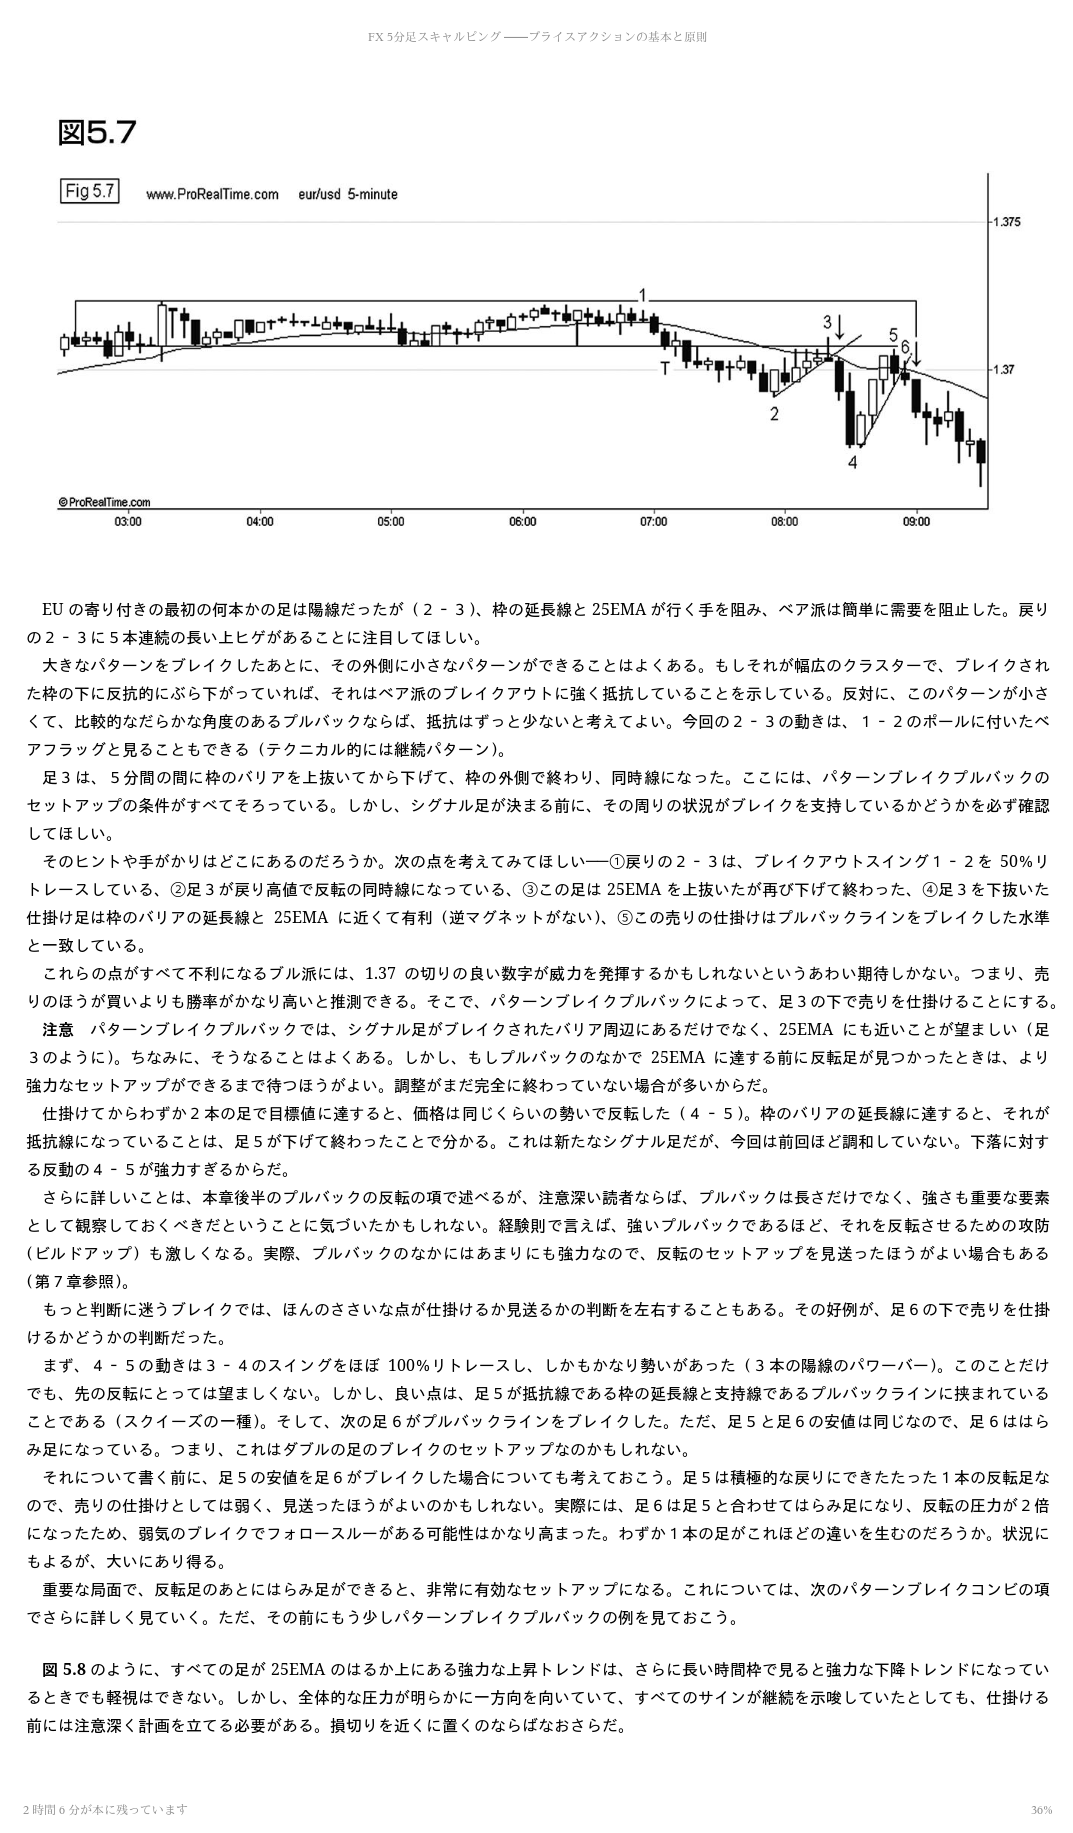 FX 5分足スキャルピング ――プライスアクションの基本と原則
図5.7
Fig 5.7 www.ProRealTime.com eur/usd 5-minute
1.375
1
3
5
6
1.37
T
2
4
©ProRealTime.com
03:00 04:00 05:00 06:00 07:00 08:00 09:00
EU の寄り付きの最初の何本かの足は陽線だったが（２‐３）、枠の延長線と 25EMA が行く手を阻み、ベア派は簡単に需要を阻止した。戻り
の２‐３に５本連続の長い上ヒゲがあることに注目してほしい。
大きなパターンをブレイクしたあとに、その外側に小さなパターンができることはよくある。もしそれが幅広のクラスターで、ブレイクされ
た枠の下に反抗的にぶら下がっていれば、それはベア派のブレイクアウトに強く抵抗していることを示している。反対に、このパターンが小さ
くて、比較的なだらかな角度のあるプルバックならば、抵抗はずっと少ないと考えてよい。今回の２‐３の動きは、１‐２のポールに付いたベ
アフラッグと見ることもできる（テクニカル的には継続パターン）。
足３は、５分間の間に枠のバリアを上抜いてから下げて、枠の外側で終わり、同時線になった。ここには、パターンブレイクプルバックの
セットアップの条件がすべてそろっている。しかし、シグナル足が決まる前に、その周りの状況がブレイクを支持しているかどうかを必ず確認
してほしい。
そのヒントや手がかりはどこにあるのだろうか。次の点を考えてみてほしい──①戻りの２‐３は、ブレイクアウトスイング１‐２を 50％リ
トレースしている、②足３が戻り高値で反転の同時線になっている、③この足は 25EMA を上抜いたが再び下げて終わった、④足３を下抜いた
仕掛け足は枠のバリアの延長線と 25EMA に近くて有利（逆マグネットがない）、⑤この売りの仕掛けはプルバックラインをブレイクした水準
と一致している。
これらの点がすべて不利になるブル派には、1.37 の切りの良い数字が威力を発揮するかもしれないというあわい期待しかない。つまり、売
りのほうが買いよりも勝率がかなり高いと推測できる。そこで、パターンブレイクプルバックによって、足３の下で売りを仕掛けることにする。
注意　パターンブレイクプルバックでは、シグナル足がブレイクされたバリア周辺にあるだけでなく、25EMA にも近いことが望ましい（足
３のように）。ちなみに、そうなることはよくある。しかし、もしプルバックのなかで 25EMA に達する前に反転足が見つかったときは、より
強力なセットアップができるまで待つほうがよい。調整がまだ完全に終わっていない場合が多いからだ。
仕掛けてからわずか２本の足で目標値に達すると、価格は同じくらいの勢いで反転した（４‐５）。枠のバリアの延長線に達すると、それが
抵抗線になっていることは、足５が下げて終わったことで分かる。これは新たなシグナル足だが、今回は前回ほど調和していない。下落に対す
る反動の４‐５が強力すぎるからだ。
さらに詳しいことは、本章後半のプルバックの反転の項で述べるが、注意深い読者ならば、プルバックは長さだけでなく、強さも重要な要素
として観察しておくべきだということに気づいたかもしれない。経験則で言えば、強いプルバックであるほど、それを反転させるための攻防
（ビルドアップ）も激しくなる。実際、プルバックのなかにはあまりにも強力なので、反転のセットアップを見送ったほうがよい場合もある
（第７章参照）。
もっと判断に迷うブレイクでは、ほんのささいな点が仕掛けるか見送るかの判断を左右することもある。その好例が、足６の下で売りを仕掛
けるかどうかの判断だった。
まず、４‐５の動きは３‐４のスイングをほぼ 100％リトレースし、しかもかなり勢いがあった（３本の陽線のパワーバー）。このことだけ
でも、先の反転にとっては望ましくない。しかし、良い点は、足５が抵抗線である枠の延長線と支持線であるプルバックラインに挟まれている
ことである（スクイーズの一種）。そして、次の足６がプルバックラインをブレイクした。ただ、足５と足６の安値は同じなので、足６ははら
み足になっている。つまり、これはダブルの足のブレイクのセットアップなのかもしれない。
それについて書く前に、足５の安値を足６がブレイクした場合についても考えておこう。足５は積極的な戻りにできたたった１本の反転足な
ので、売りの仕掛けとしては弱く、見送ったほうがよいのかもしれない。実際には、足６は足５と合わせてはらみ足になり、反転の圧力が２倍
になったため、弱気のブレイクでフォロースルーがある可能性はかなり高まった。わずか１本の足がこれほどの違いを生むのだろうか。状況に
もよるが、大いにあり得る。
重要な局面で、反転足のあとにはらみ足ができると、非常に有効なセットアップになる。これについては、次のパターンブレイクコンビの項
でさらに詳しく見ていく。ただ、その前にもう少しパターンブレイクプルバックの例を見ておこう。
図 5.8 のように、すべての足が 25EMA のはるか上にある強力な上昇トレンドは、さらに長い時間枠で見ると強力な下降トレンドになってい
るときでも軽視はできない。しかし、全体的な圧力が明らかに一方向を向いていて、すべてのサインが継続を示唆していたとしても、仕掛ける
前には注意深く計画を立てる必要がある。損切りを近くに置くのならばなおさらだ。
2 時間 6 分が本に残っています
36%